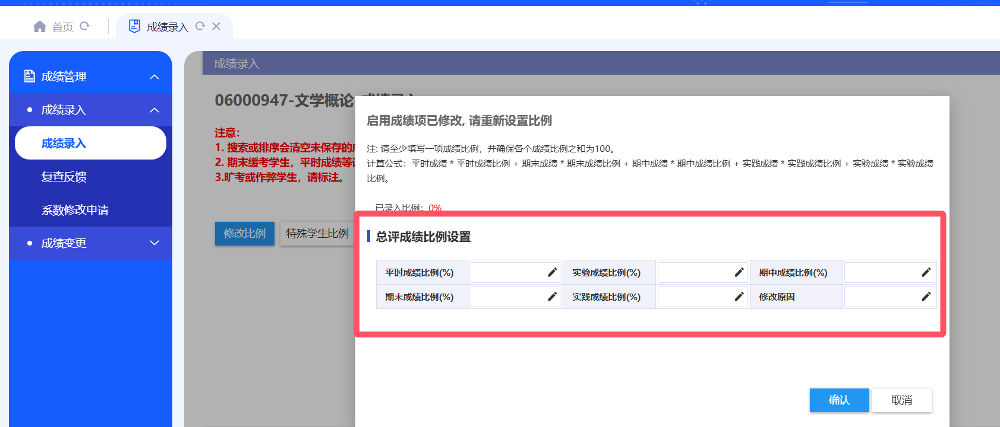 首页
成绩录入
成绩管理
成绩录入
成绩录入
复查反馈
系数修改申请
成绩变更
成绩录入
06000947-文学概论
注意：
1. 搜索或排序会清空未保存的
2. 期末缓考学生，平时成绩等
3.旷考或作弊学生，请标注。
修改比例
特殊学生比例
启用成绩项已修改, 请重新设置比例
注: 请至少填写一项成绩比例，并确保各个成绩比例之和为100。
计算公式：平时成绩 * 平时成绩比例 + 期末成绩 * 期末成绩比例 + 期中成绩 * 期中成绩比例 + 实践成绩 * 实践成绩比例 + 实验成绩 * 实验成绩
比例。
已录入比例：0%
总评成绩比例设置
平时成绩比例(%) 实验成绩比例(%) 期中成绩比例(%)
期末成绩比例(%) 实践成绩比例(%) 修改原因
确认 取消